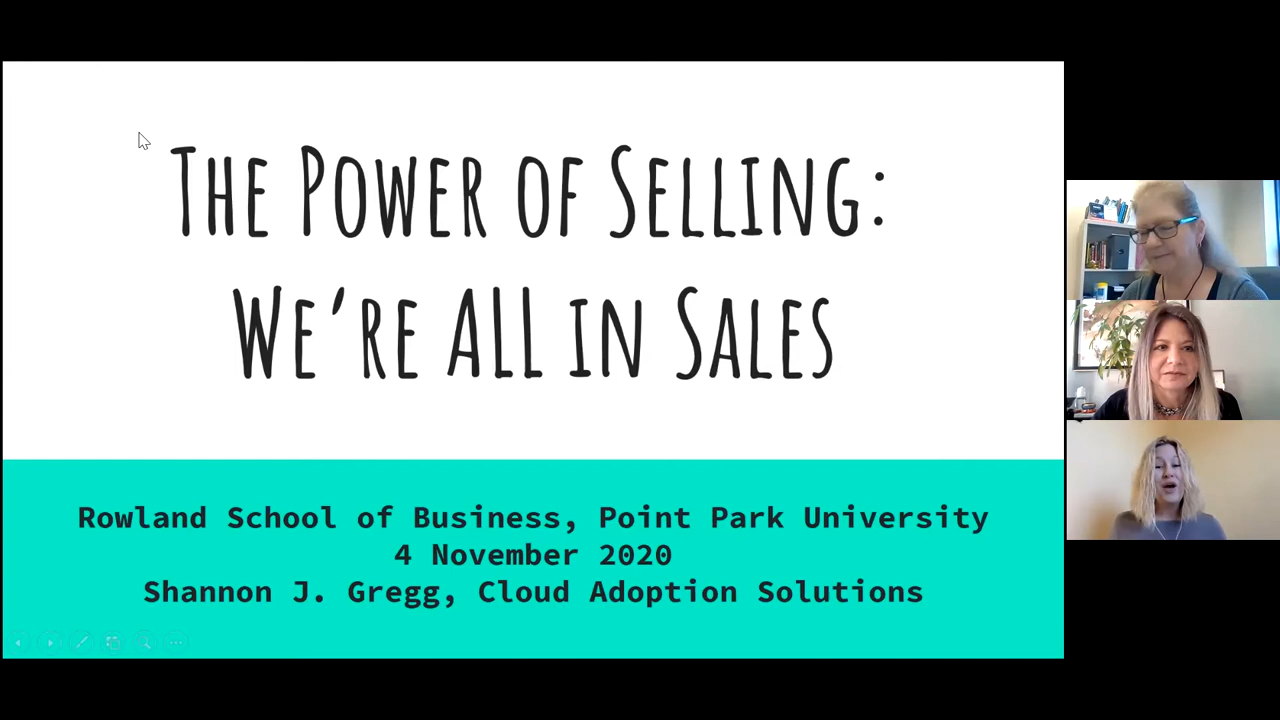 The Power of Selling:
We're ALL in Sales
Rowland School of Business, Point Park University
4 November 2020
Shannon J. Gregg, Cloud Adoption Solutions